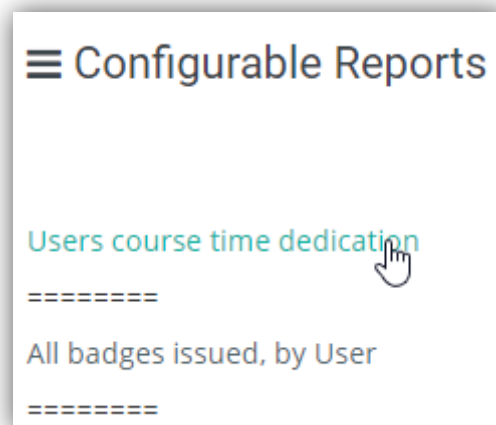 Configurable Reports
Users course time dedication
========
All badges issued, by User
========